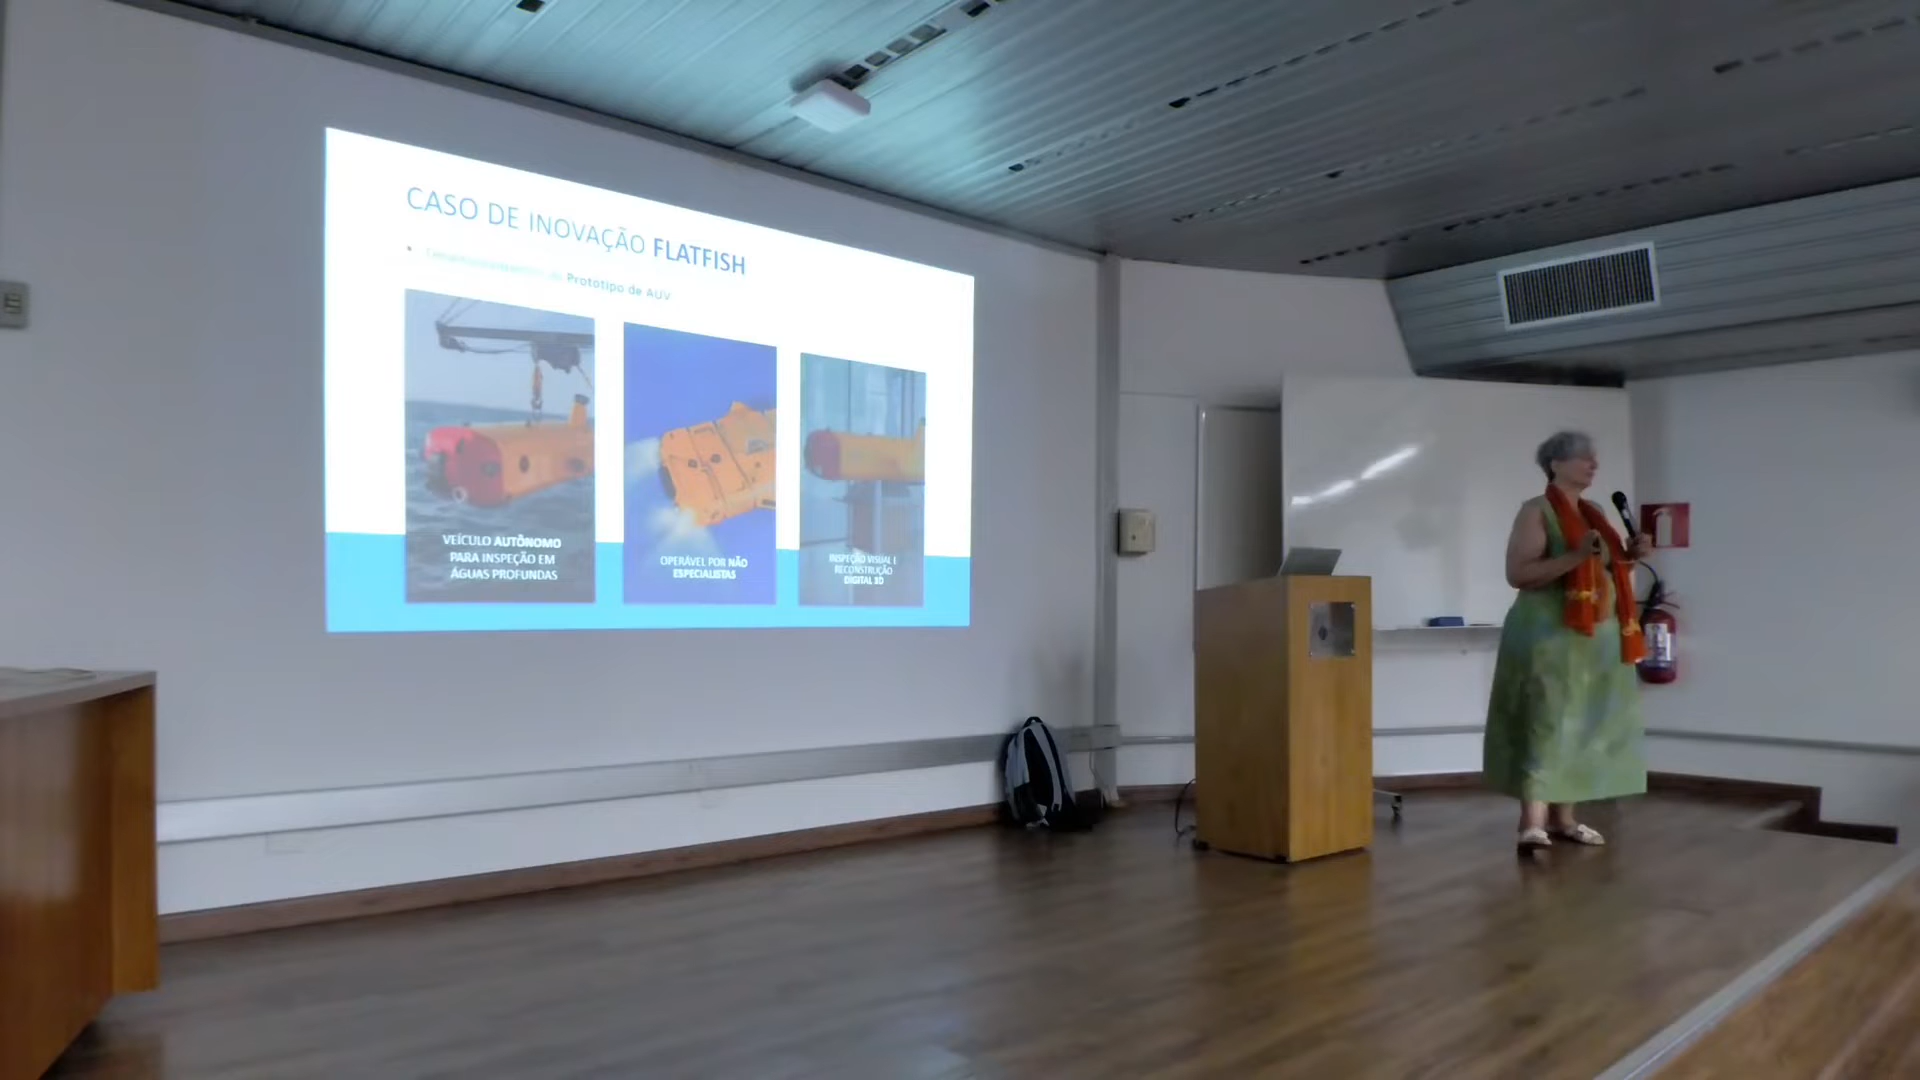 CASO DE INOVAÇÃO FLATFISH
Protótipo de AUV
VEÍCULO AUTÔNOMO
PARA INSPEÇÃO EM
ÁGUAS PROFUNDAS
OPERÁVEL POR NÃO
ESPECIALISTAS
INSPEÇÃO VISUAL E
RECONSTRUÇÃO
DIGITAL 3D